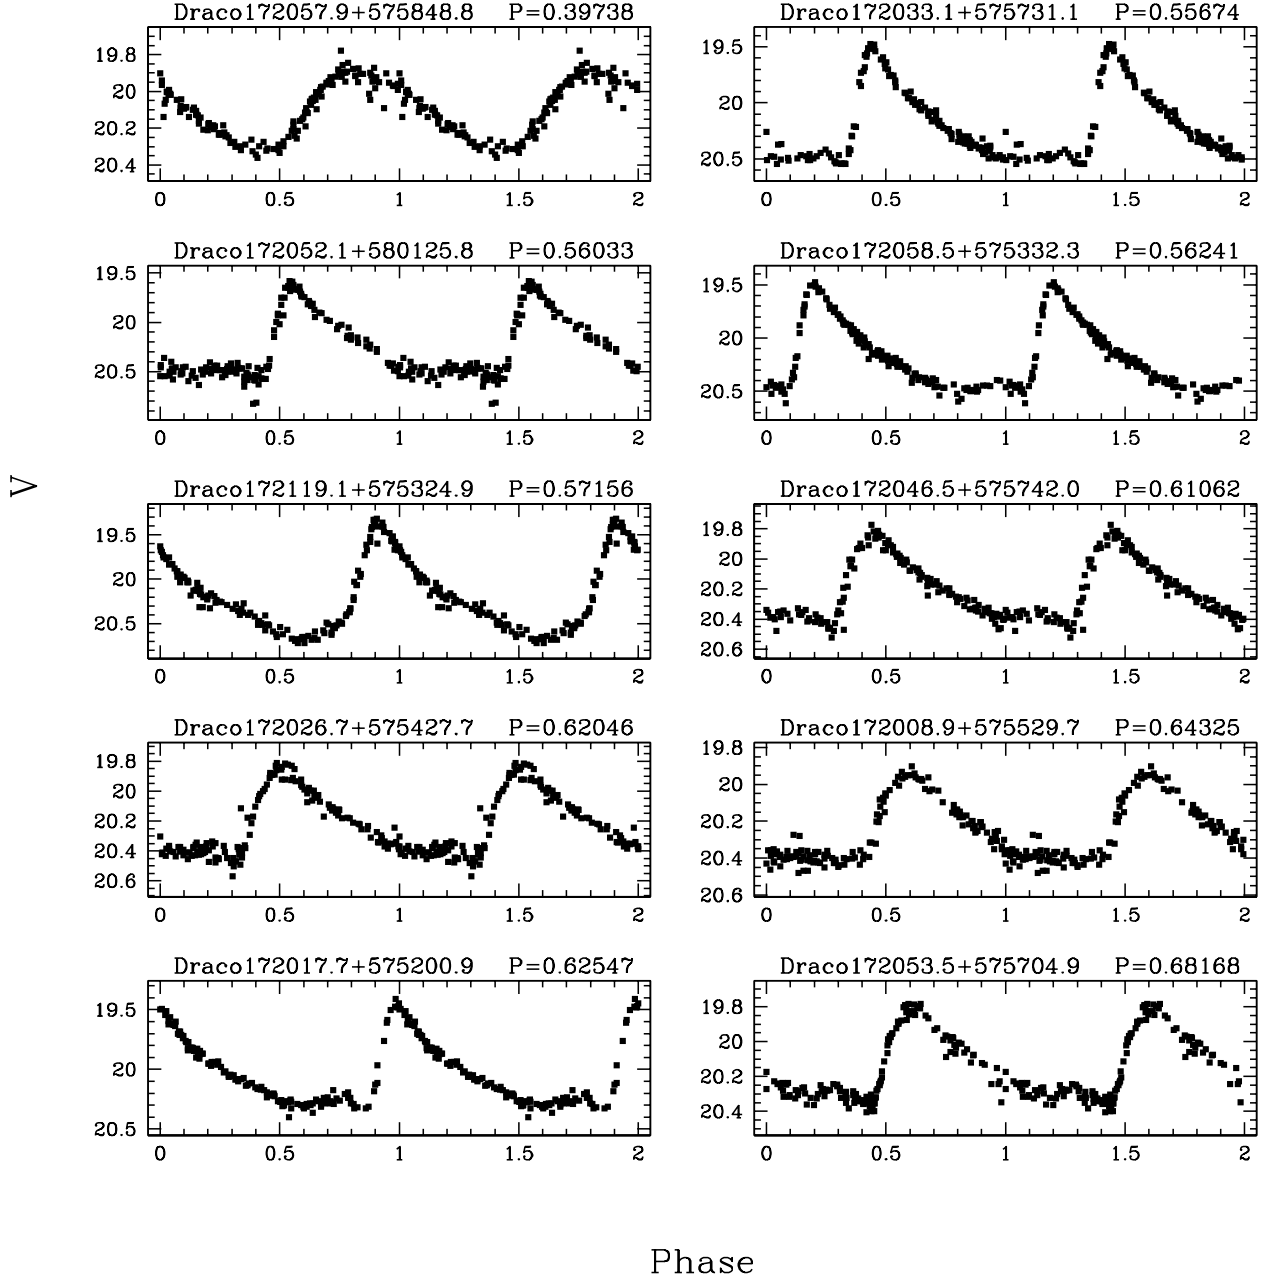 Draco172057.9+575848.8 P=0.39738
19.8
20
20.2
20.4
0 0.5 1 1.5 2
Draco172033.1+575731.1 P=0.55674
19.5
20
20.5
0 0.5 1 1.5 2
Draco172052.1+580125.8 P=0.56033
19.5
20
20.5
0 0.5 1 1.5 2
Draco172058.5+575332.3 P=0.56241
19.5
20
20.5
0 0.5 1 1.5 2
V
Draco172119.1+575324.9 P=0.57156
19.5
20
20.5
0 0.5 1 1.5 2
Draco172046.5+575742.0 P=0.61062
19.8
20
20.2
20.4
20.6
0 0.5 1 1.5 2
Draco172026.7+575427.7 P=0.62046
19.8
20
20.2
20.4
20.6
0 0.5 1 1.5 2
Draco172008.9+575529.7 P=0.64325
19.8
20
20.2
20.4
20.6
0 0.5 1 1.5 2
Draco172017.7+575200.9 P=0.62547
19.5
20
20.5
0 0.5 1 1.5 2
Draco172053.5+575704.9 P=0.68168
19.8
20
20.2
20.4
0 0.5 1 1.5 2
Phase